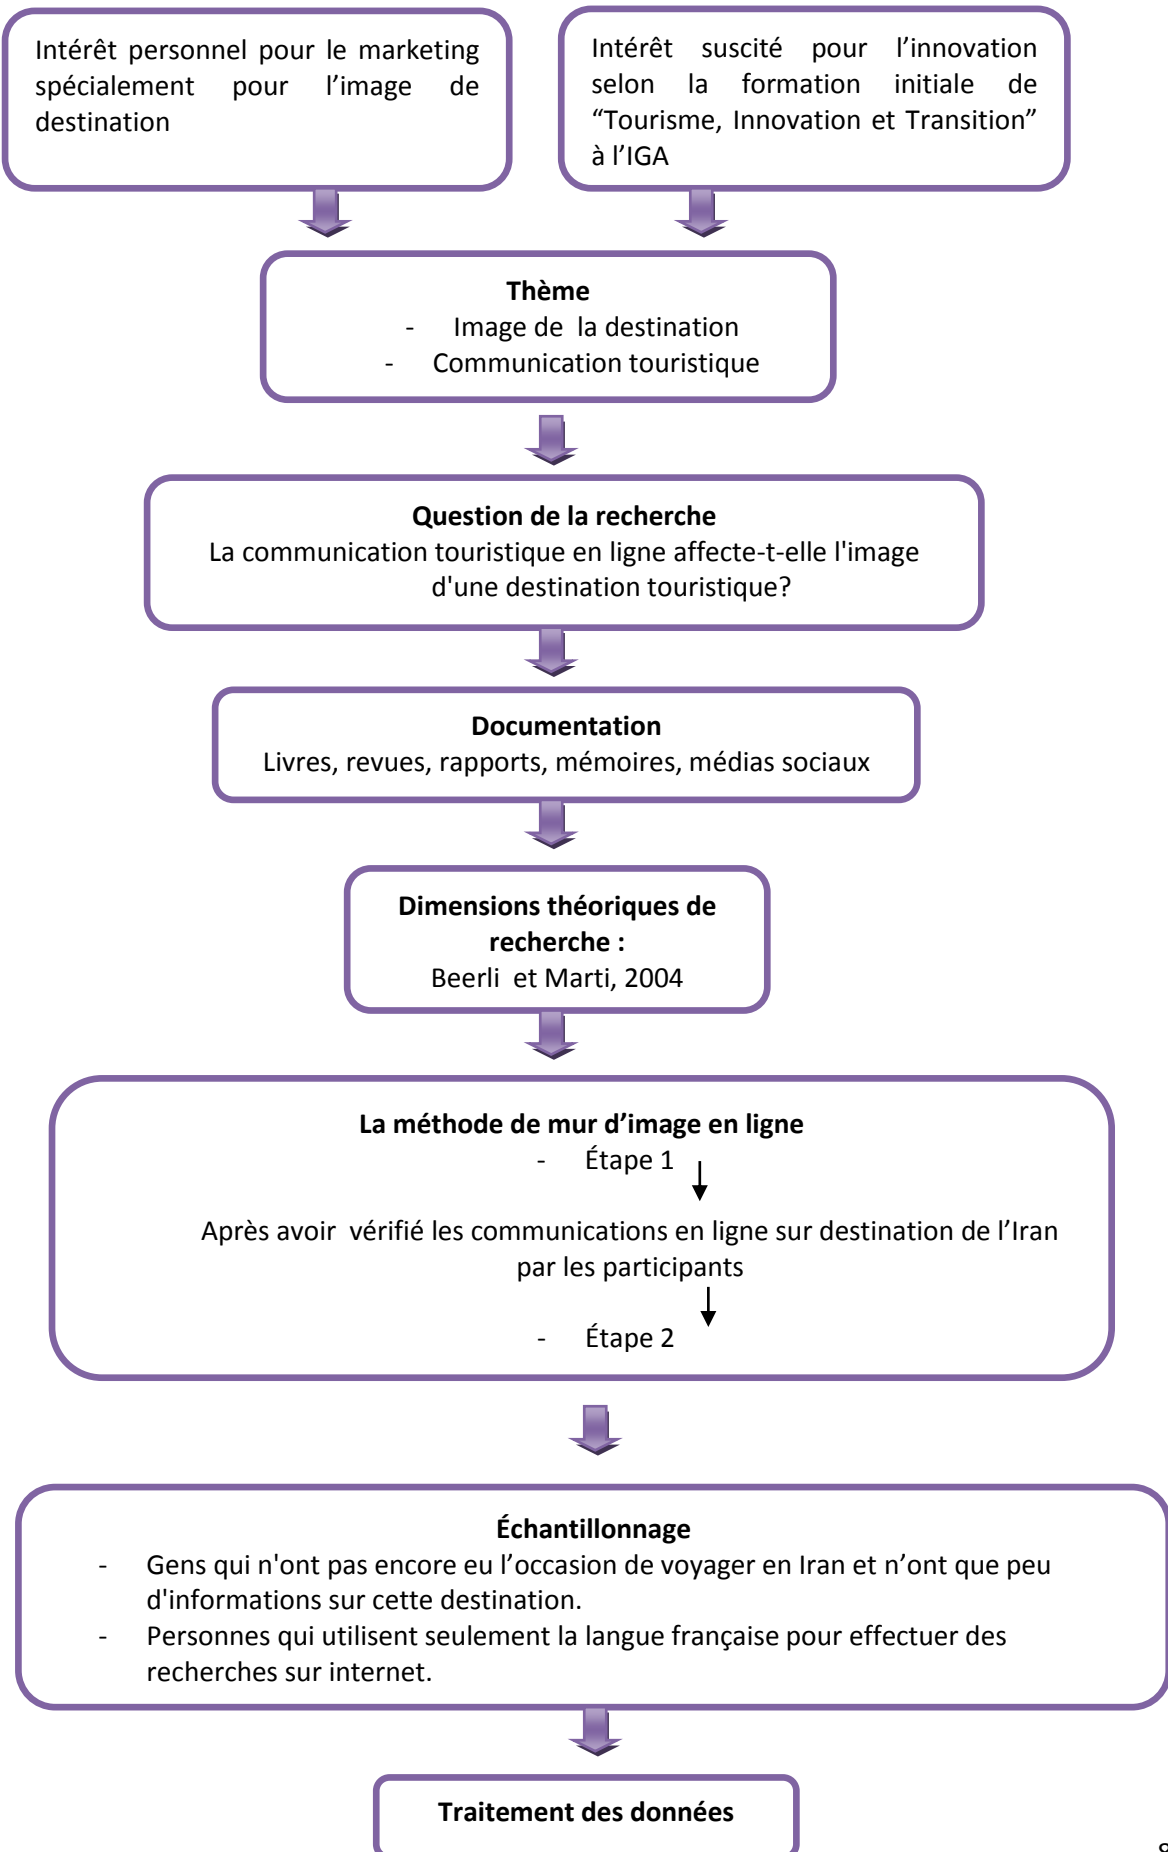 Intérêt personnel pour le marketing
spécialement pour l’image de
destination
Intérêt suscité pour l’innovation
selon la formation initiale de
“Tourisme, Innovation et Transition”
à l’IGA
Thème
- Image de la destination
- Communication touristique
Question de la recherche
La communication touristique en ligne affecte-t-elle l'image
d'une destination touristique?
Documentation
Livres, revues, rapports, mémoires, médias sociaux
Dimensions théoriques de
recherche :
Beerli et Marti, 2004
La méthode de mur d’image en ligne
- Étape 1
Après avoir vérifié les communications en ligne sur destination de l’Iran
par les participants
- Étape 2
Échantillonnage
- Gens qui n'ont pas encore eu l’occasion de voyager en Iran et n’ont que peu
d'informations sur cette destination.
- Personnes qui utilisent seulement la langue française pour effectuer des
recherches sur internet.
Traitement des données